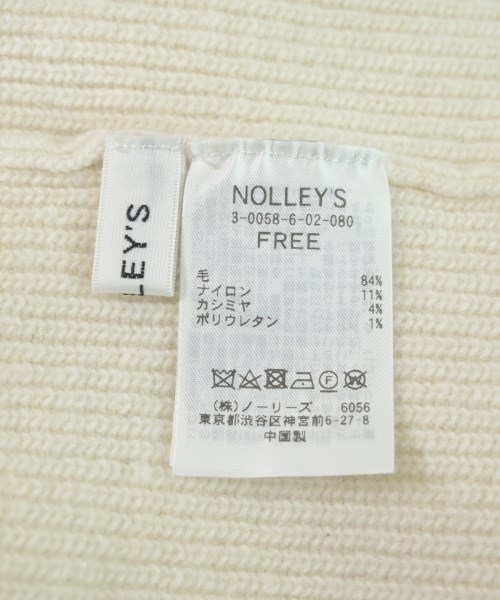 LEY'S
NOLLEY'S
3-0058-6-02-080
FREE
毛 84%
ナイロン 11%
カシミヤ 4%
ポリウレタン 1%
(株)ノーリーズ 6056
東京都渋谷区神宮前6-27-8
中国製